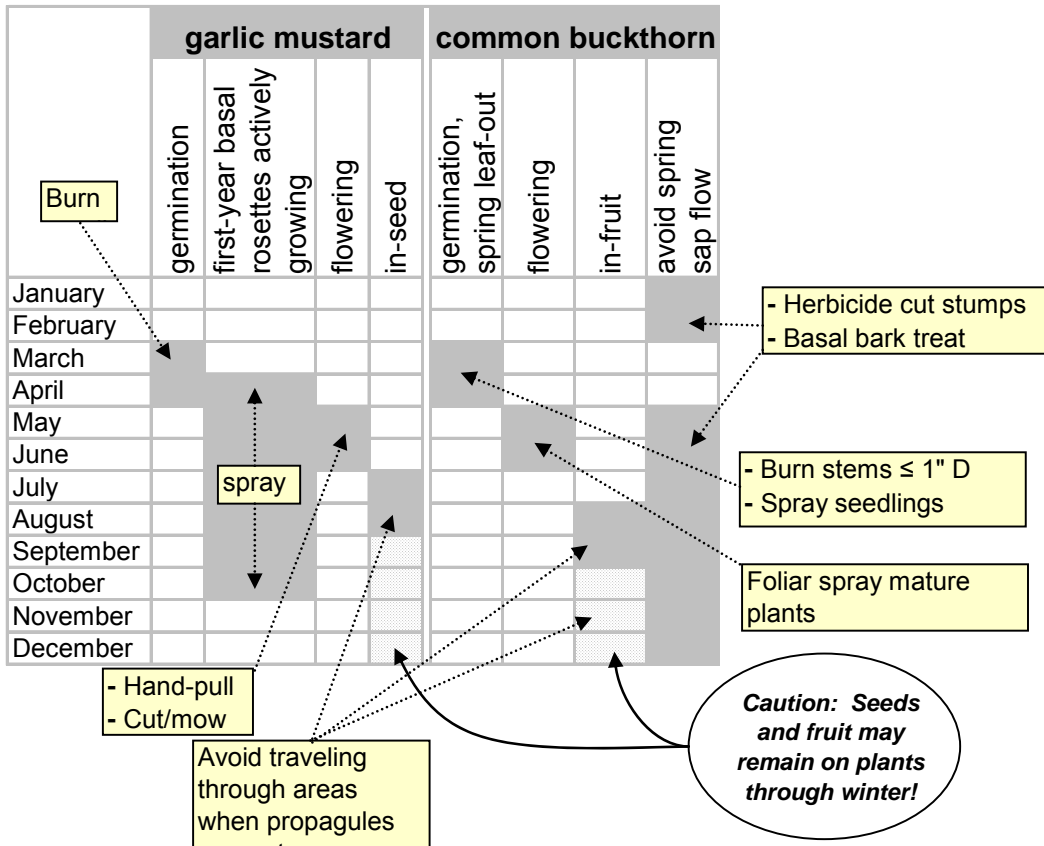 garlic mustard
common buckthorn
germination
first-year basal
rosettes actively
growing
flowering
in-seed
germination,
spring leaf-out
flowering
in-fruit
avoid spring
sap flow
Burn
January
February
March
April
May
June
July
August
September
October
November
December
- Herbicide cut stumps
- Basal bark treat
spray
- Burn stems ≤ 1" D
- Spray seedlings
Foliar spray mature
plants
- Hand-pull
- Cut/mow
Avoid traveling
through areas
when propagules
Caution: Seeds
and fruit may
remain on plants
through winter!